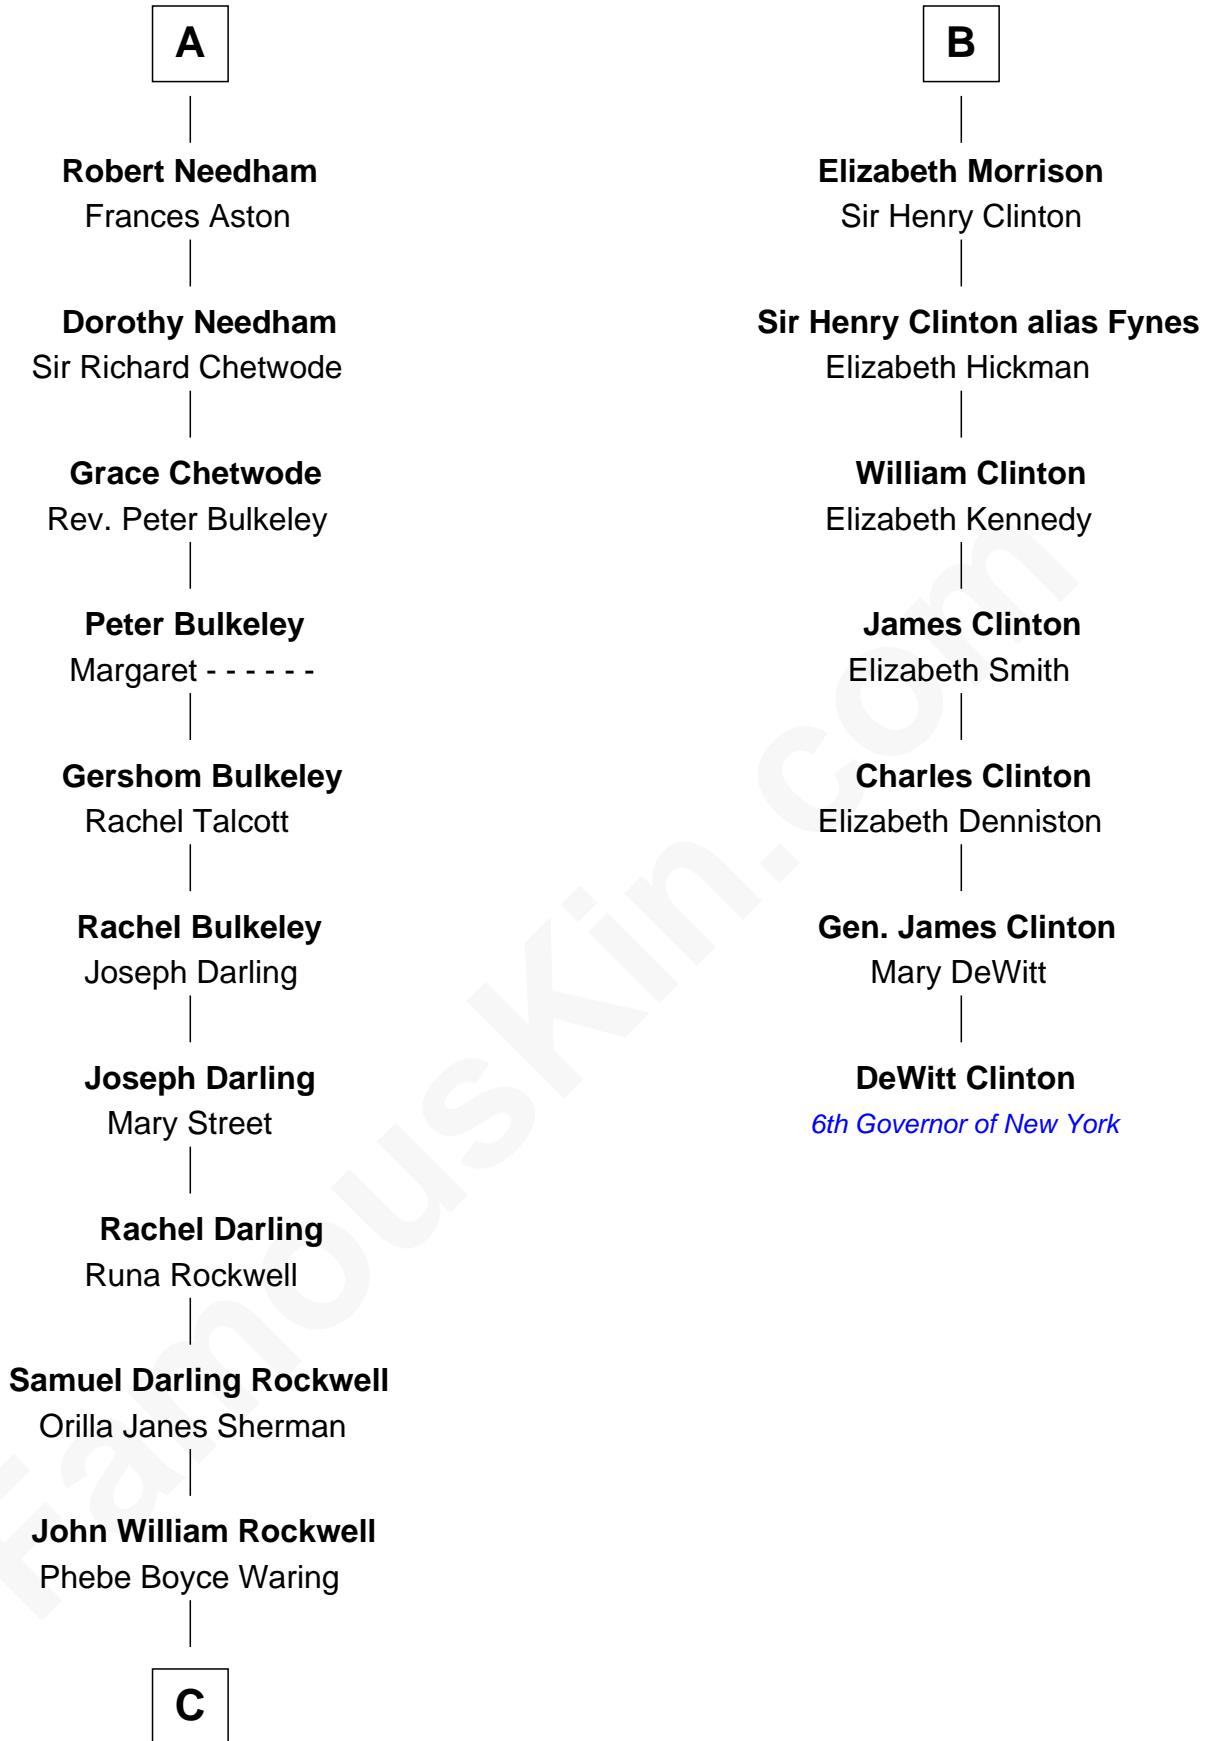 A
Robert Needham
Frances Aston
Dorothy Needham
Sir Richard Chetwode
Grace Chetwode
Rev. Peter Bulkeley
Peter Bulkeley
Margaret - - - - - -
Gershom Bulkeley
Rachel Talcott
Rachel Bulkeley
Joseph Darling
Joseph Darling
Mary Street
Rachel Darling
Runa Rockwell
Samuel Darling Rockwell
Orilla Janes Sherman
John William Rockwell
Phebe Boyce Waring
C
B
Elizabeth Morrison
Sir Henry Clinton
Sir Henry Clinton alias Fynes
Elizabeth Hickman
William Clinton
Elizabeth Kennedy
James Clinton
Elizabeth Smith
Charles Clinton
Elizabeth Denniston
Gen. James Clinton
Mary DeWitt
DeWitt Clinton
6th Governor of New York
FamousKin.com